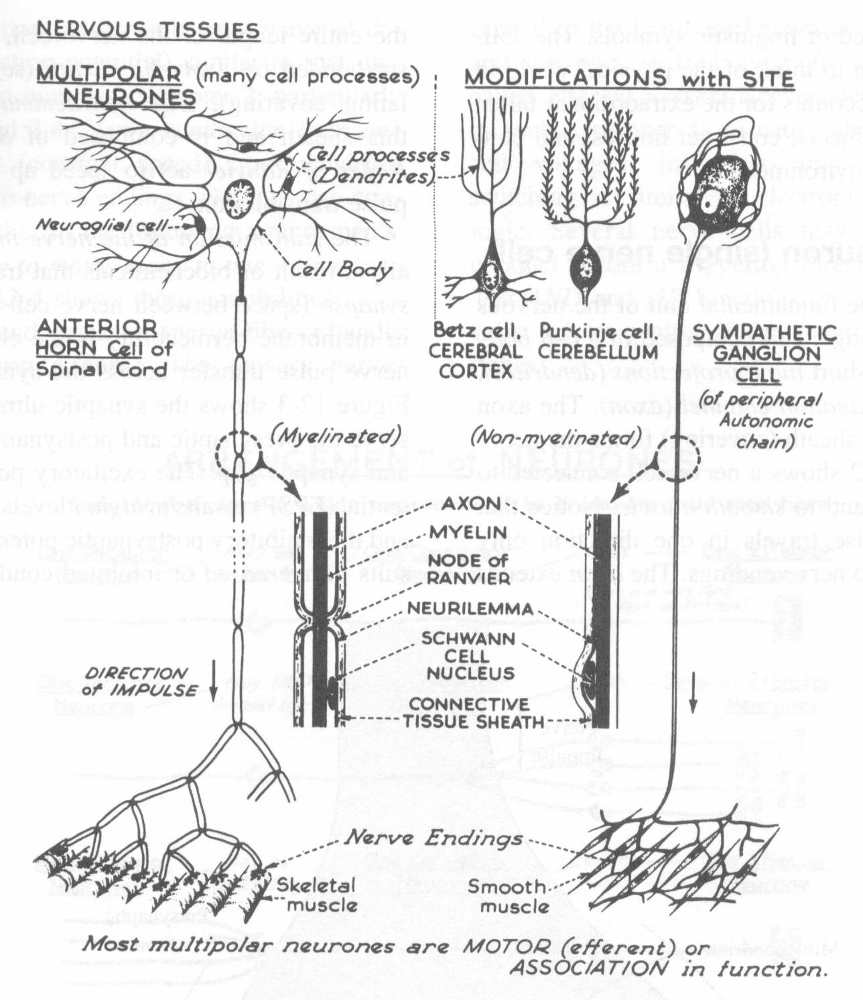 NERVOUS TISSUES
MULTIPOLAR (many cell processes)
NEURONES
MODIFICATIONS with SITE
Cell processes
(Dendrites)
Neuroglial cell
Cell Body
ANTERIOR
HORN Cell of
Spinal Cord
Betz cell
CEREBRAL
CORTEX
Purkinje cell
CEREBELLUM
SYMPATHETIC
GANGLION
CELL
(of peripheral
Autonomic
chain)
(Myelinated)
(Non-myelinated)
AXON
MYELIN
NODE of
RANVIER
NEURILEMMA
SCHWANN
CELL
NUCLEUS
CONNECTIVE
TISSUE SHEATH
DIRECTION
of IMPULSE
Nerve Endings
Skeletal
muscle
Smooth
muscle
Most multipolar neurones are MOTOR (efferent) or
ASSOCIATION in function.